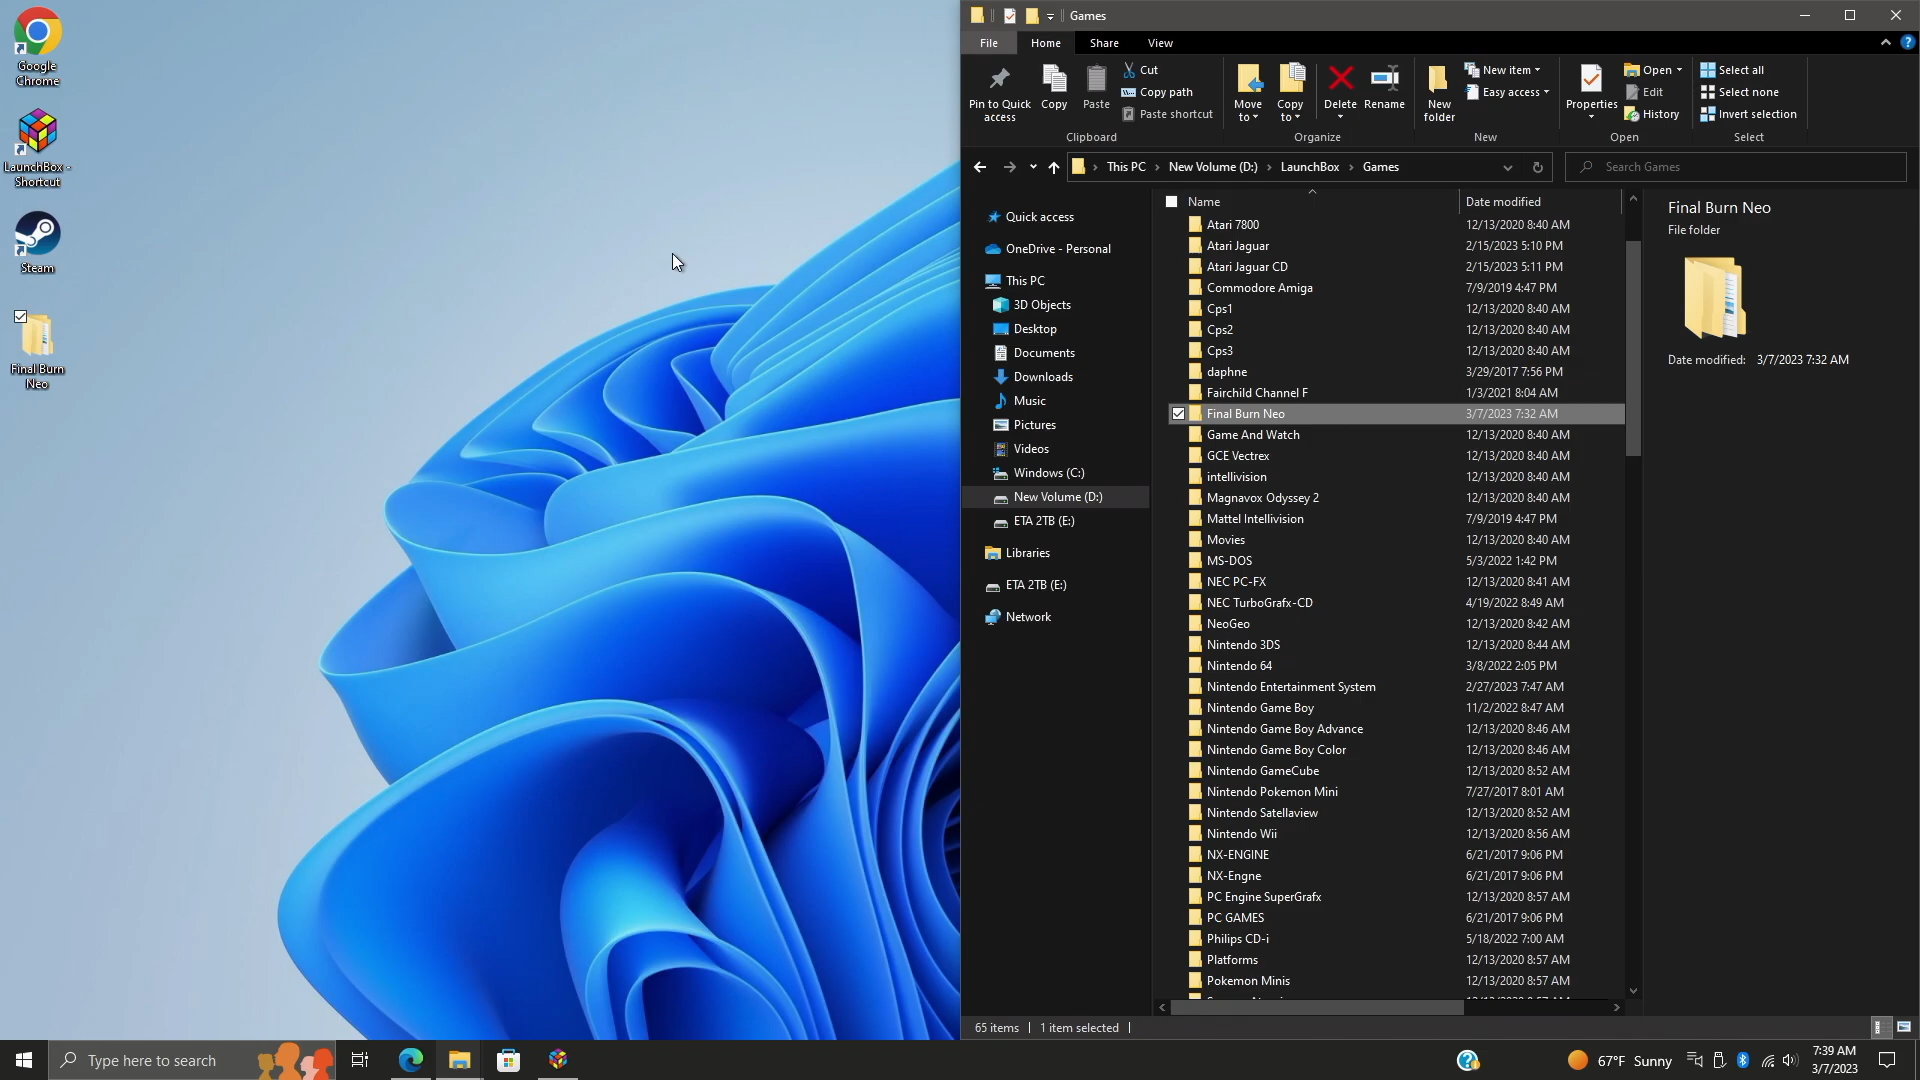 Google
Chrome
LaunchBox -
Shortcut
Steam
Final Burn
Neo
Games
File
Home
Share
View
Pin to Quick
access
Copy
Paste
Cut
Copy path
Paste shortcut
Clipboard
Move
to
Copy
to
Delete
Rename
Organize
New
folder
New item
Easy access
New
Properties
Open
Edit
History
Open
Select all
Select none
Invert selection
Select
This PC
New Volume (D:)
LaunchBox
Games
Search Games
Quick access
OneDrive - Personal
This PC
3D Objects
Desktop
Documents
Downloads
Music
Pictures
Videos
Windows (C:)
New Volume (D:)
ETA 2TB (E:)
Libraries
ETA 2TB (E:)
Network
Name Date modified
Atari 7800 12/13/2020 8:40 AM
Atari Jaguar 2/15/2023 5:10 PM
Atari Jaguar CD 2/15/2023 5:11 PM
Commodore Amiga 7/9/2019 4:47 PM
Cps1 12/13/2020 8:40 AM
Cps2 12/13/2020 8:40 AM
Cps3 12/13/2020 8:40 AM
daphne 3/29/2017 7:56 PM
Fairchild Channel F 1/3/2021 8:04 AM
Final Burn Neo 3/7/2023 7:32 AM
Game And Watch 12/13/2020 8:40 AM
GCE Vectrex 12/13/2020 8:40 AM
intellivision 12/13/2020 8:40 AM
Magnavox Odyssey 2 12/13/2020 8:40 AM
Mattel Intellivision 7/9/2019 4:47 PM
Movies 12/13/2020 8:40 AM
MS-DOS 5/3/2022 1:42 PM
NEC PC-FX 12/13/2020 8:41 AM
NEC TurboGrafx-CD 4/19/2022 8:49 AM
NeoGeo 12/13/2020 8:42 AM
Nintendo 3DS 12/13/2020 8:44 AM
Nintendo 64 3/8/2022 2:05 PM
Nintendo Entertainment System 2/27/2023 7:47 AM
Nintendo Game Boy 11/2/2022 8:47 AM
Nintendo Game Boy Advance 12/13/2020 8:46 AM
Nintendo Game Boy Color 12/13/2020 8:46 AM
Nintendo GameCube 12/13/2020 8:52 AM
Nintendo Pokemon Mini 7/27/2017 8:01 AM
Nintendo Satellaview 12/13/2020 8:52 AM
Nintendo Wii 12/13/2020 8:56 AM
NX-ENGINE 6/21/2017 9:06 PM
NX-Engne 6/21/2017 9:06 PM
PC Engine SuperGrafx 12/13/2020 8:57 AM
PC GAMES 6/21/2017 9:06 PM
Philips CD-i 5/18/2022 7:00 AM
Platforms 12/13/2020 8:57 AM
Pokemon Minis 12/13/2020 8:57 AM
Final Burn Neo
File folder
Date modified: 3/7/2023 7:32 AM
65 items
1 item selected
Type here to search
67°F Sunny
7:39 AM
3/7/2023